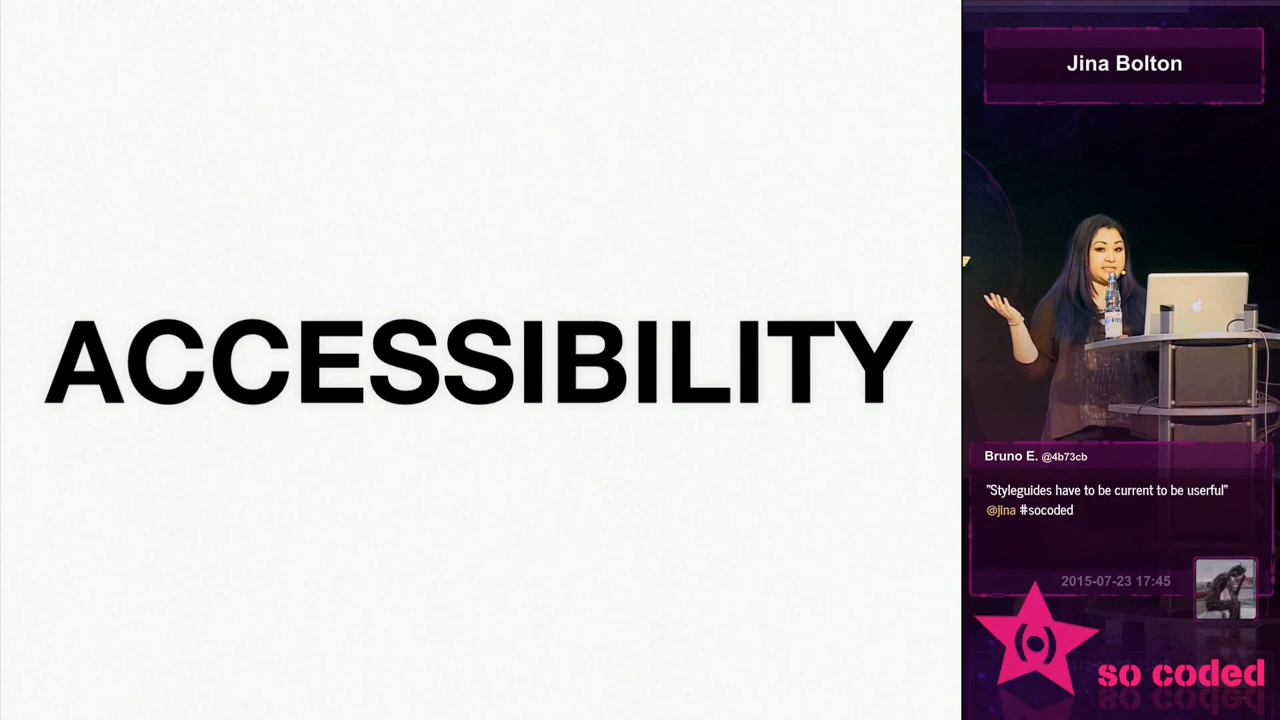 ACCESSIBILITY
Jina Bolton
Bruno E. @4b73cb
"Styleguides have to be current to be userful"
@jina #socoded
2015-07-23 17:45
so coded